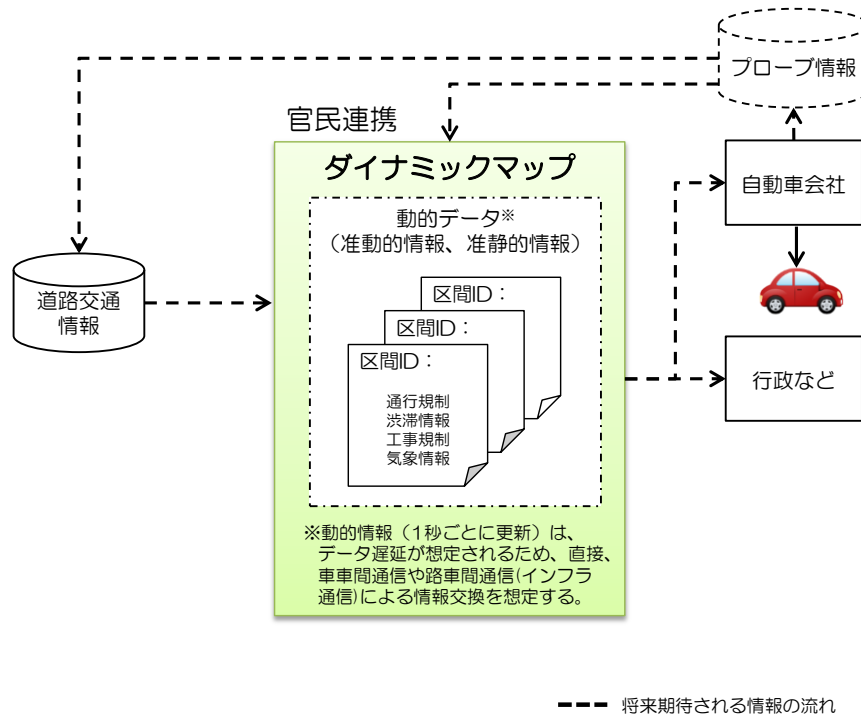 プローブ情報
官民連携
ダイナミックマップ
自動車会社
動的データ※
（准動的情報、准静的情報）
道路交通
情報
区間ID：
区間ID：
区間ID：
通行規制
渋滞情報
工事規制
気象情報
行政など
※動的情報（1秒ごとに更新）は、
データ遅延が想定されるため、直接、
車車間通信や路車間通信(インフラ
通信)による情報交換を想定する。
将来期待される情報の流れ